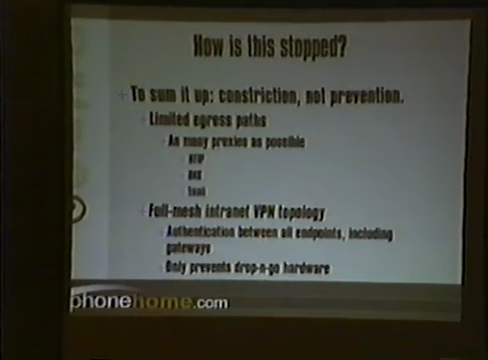 How is this stopped?
To sum it up: constriction, not prevention.
Limited egress paths
As many proxies as possible
HTTP
DNS
Email
Full-mesh intranet VPN topology
Authentication between all endpoints, including
gateways
Only prevents drop-n-go hardware
phonehome.com